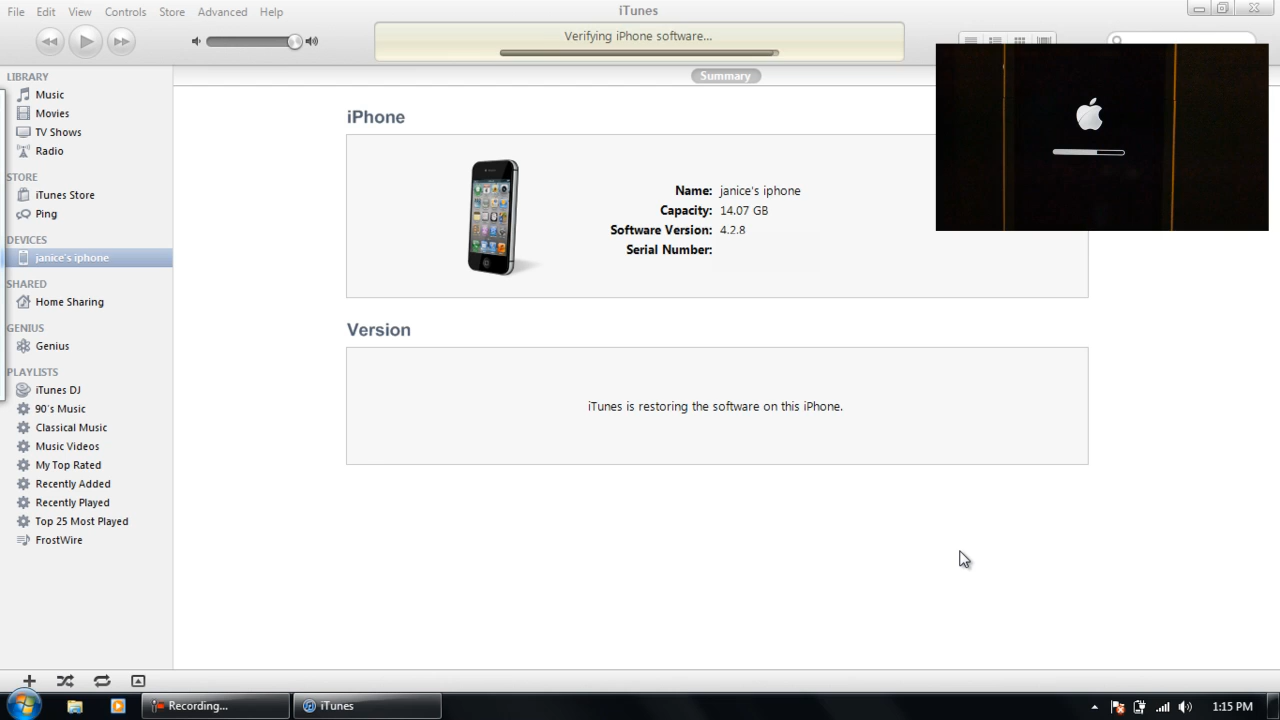 File Edit View Controls Store Advanced Help
iTunes
Verifying iPhone software...
LIBRARY
Music
Movies
TV Shows
Radio
STORE
iTunes Store
Ping
DEVICES
janice's iphone
SHARED
Home Sharing
GENIUS
Genius
PLAYLISTS
iTunes DJ
90's Music
Classical Music
Music Videos
My Top Rated
Recently Added
Recently Played
Top 25 Most Played
FrostWire
Summary
iPhone
Name: janice's iphone
Capacity: 14.07 GB
Software Version: 4.2.8
Serial Number:
Version
iTunes is restoring the software on this iPhone.
Recording...
iTunes
1:15 PM